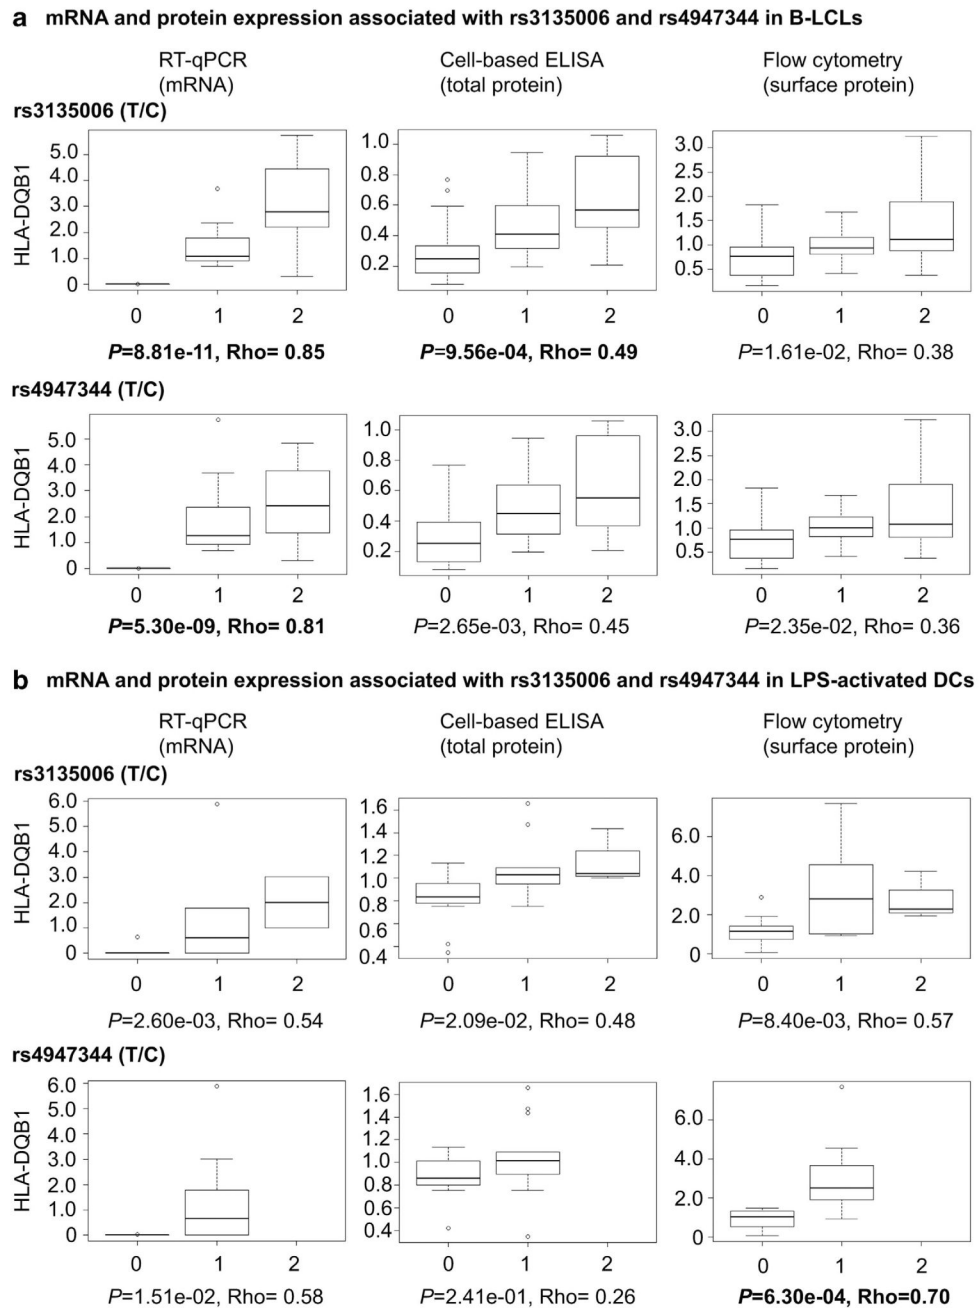 a mRNA and protein expression associated with rs3135006 and rs4947344 in B-LCLs
RT-qPCR Cell-based ELISA Flow cytometry
(mRNA) (total protein) (surface protein)
rs3135006 (T/C)
HLA-DQB1
5.0
4.0
3.0
2.0
1.0
0
0 1 2
1.0
0.8
0.6
0.4
0.2
0 1 2
3.0
2.5
2.0
1.5
1.0
0.5
0 1 2
P=8.81e-11, Rho= 0.85 P=9.56e-04, Rho= 0.49 P=1.61e-02, Rho= 0.38
rs4947344 (T/C)
HLA-DQB1
5.0
4.0
3.0
2.0
1.0
0
0 1 2
1.0
0.8
0.6
0.4
0.2
0 1 2
3.0
2.5
2.0
1.5
1.0
0.5
0 1 2
P=5.30e-09, Rho= 0.81 P=2.65e-03, Rho= 0.45 P=2.35e-02, Rho= 0.36
b mRNA and protein expression associated with rs3135006 and rs4947344 in LPS-activated DCs
RT-qPCR Cell-based ELISA Flow cytometry
(mRNA) (total protein) (surface protein)
rs3135006 (T/C)
HLA-DQB1
6.0
5.0
4.0
3.0
2.0
1.0
0
0 1 2
1.6
1.4
1.2
1.0
0.8
0.6
0.4
0 1 2
6.0
4.0
2.0
0
0 1 2
P=2.60e-03, Rho= 0.54 P=2.09e-02, Rho= 0.48 P=8.40e-03, Rho= 0.57
rs4947344 (T/C)
HLA-DQB1
6.0
5.0
4.0
3.0
2.0
1.0
0
0 1 2
1.6
1.4
1.2
1.0
0.8
0.6
0.4
0 1 2
6.0
4.0
2.0
0
0 1 2
P=1.51e-02, Rho= 0.58 P=2.41e-01, Rho= 0.26 P=6.30e-04, Rho=0.70